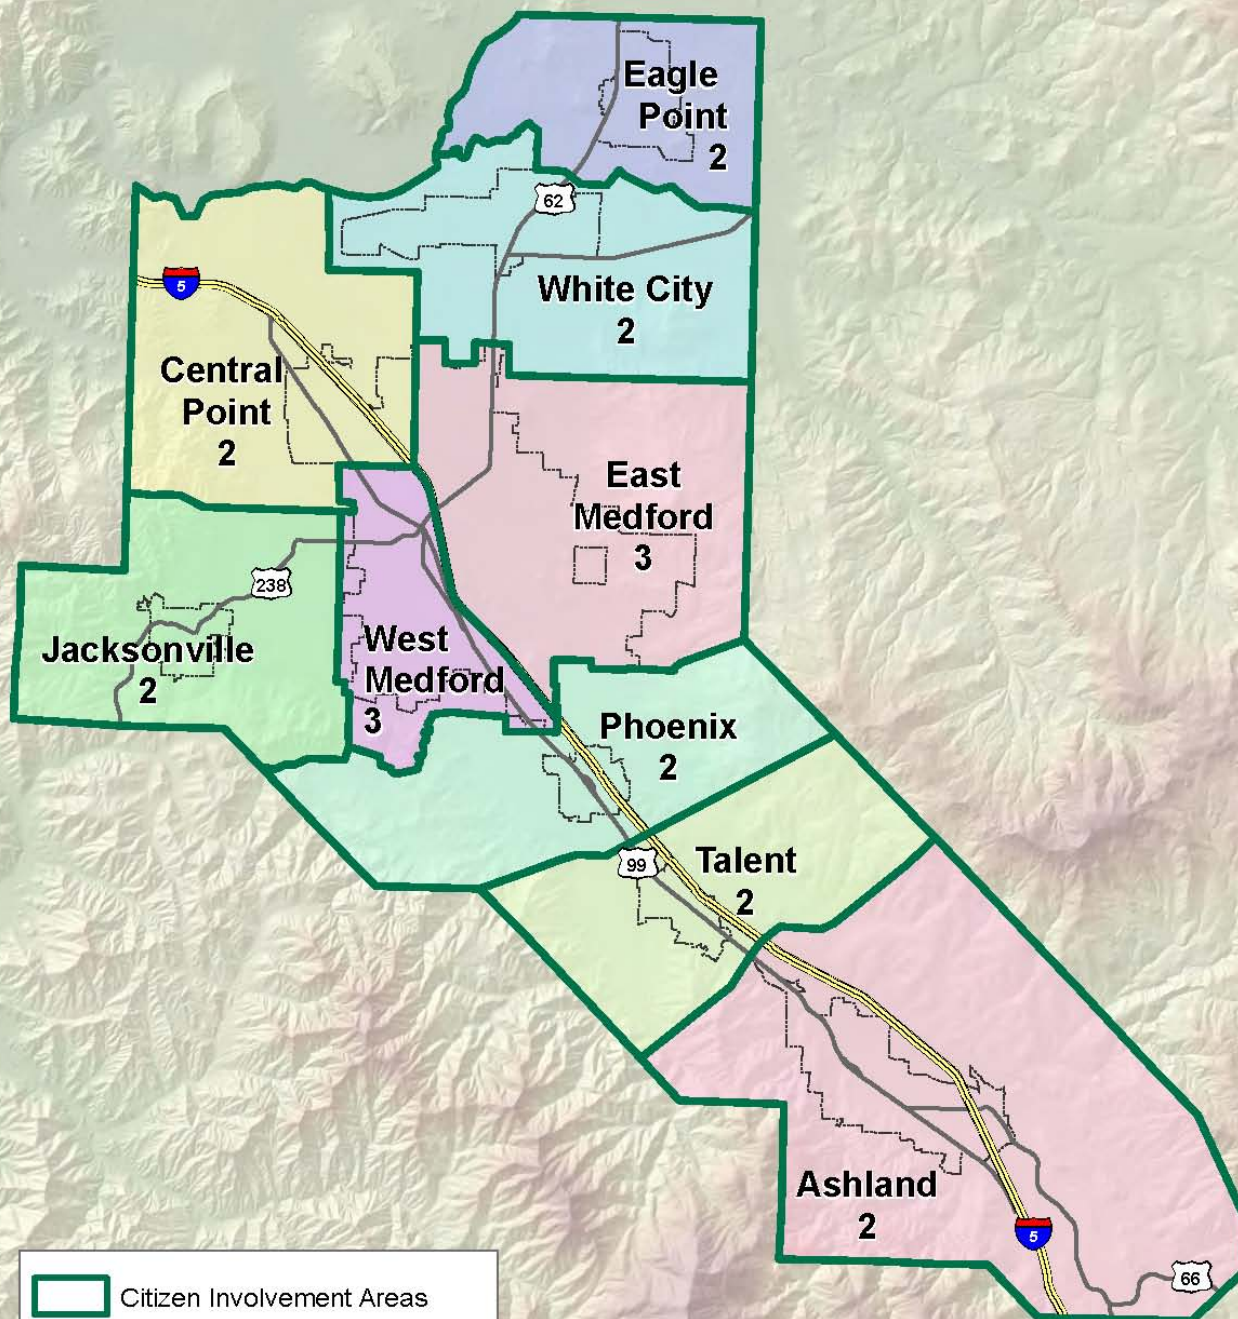 Eagle
Point
2
62
5
White City
2
Central
Point
2
East
Medford
3
238
Jacksonville
2
West
Medford
3
Phoenix
2
99
Talent
2
Ashland
2
5
66
Citizen Involvement Areas